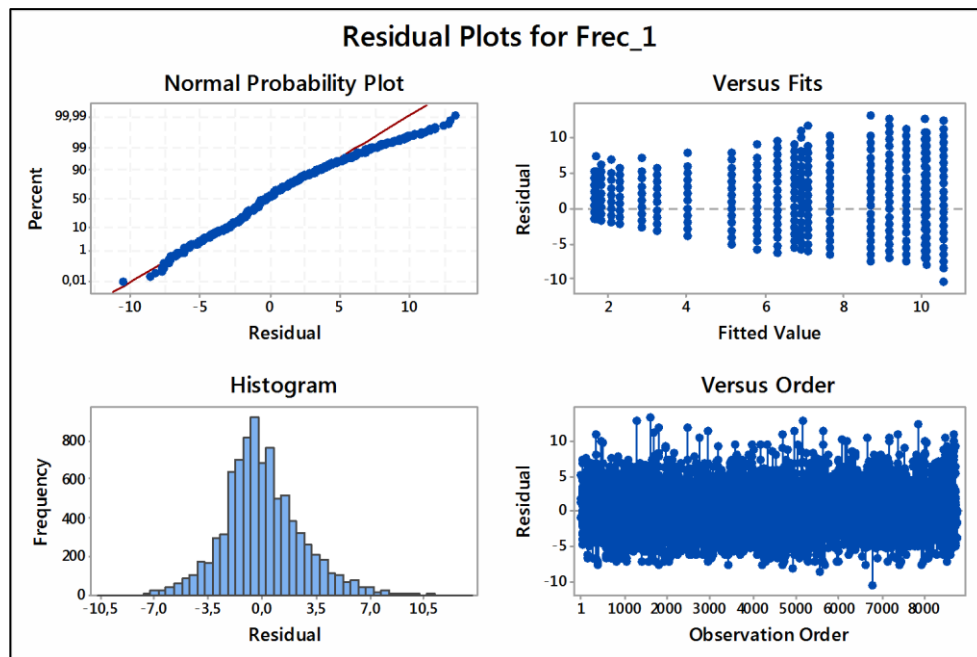 Residual Plots for Frec_1
Normal Probability Plot
99,99
99
90
50
10
1
0,01
Percent
-10 -5 0 5 10
Residual
Versus Fits
10
5
0
-5
-10
Residual
2 4 6 8 10
Fitted Value
Histogram
800
600
400
200
0
Frequency
-10,5 -7,0 -3,5 0,0 3,5 7,0 10,5
Residual
Versus Order
10
5
0
-5
-10
Residual
1 1000 2000 3000 4000 5000 6000 7000 8000
Observation Order